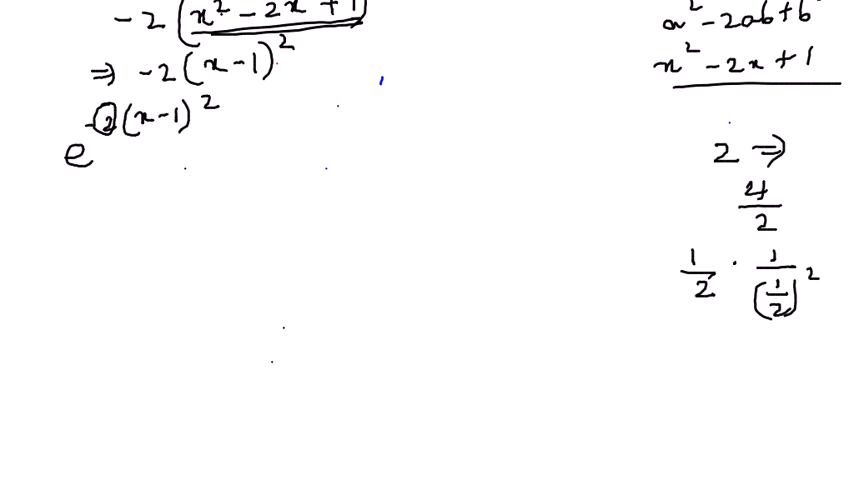 -2(x² - 2x + 1)
⇒ -2(x-1)²
e^{-2(x-1)²}
a² - 2ab + b²
x² - 2x + 1
2 ⇒
4/2
1/2 · 1/(1/2)²